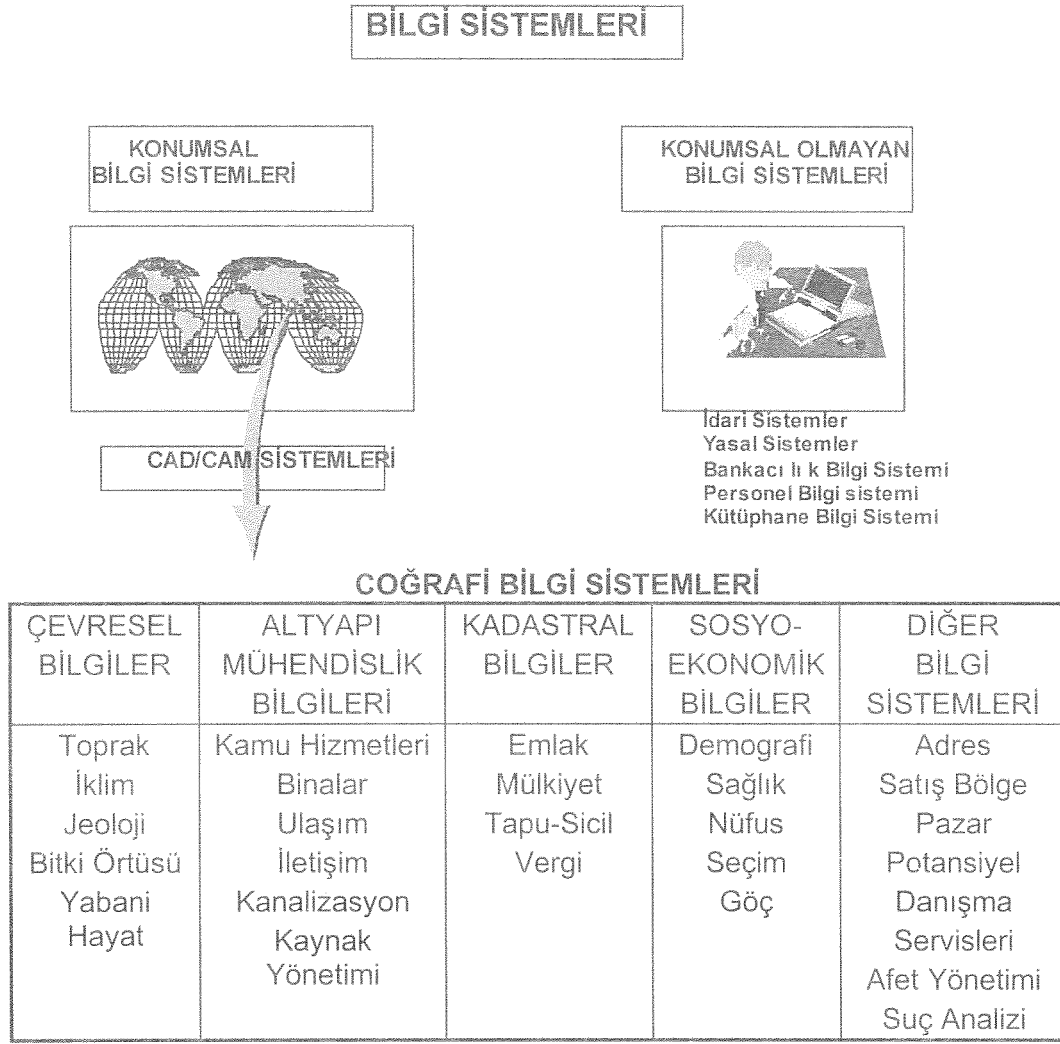 BİLGİ SİSTEMLERİ
KONUMSAL
BİLGİ SİSTEMLERİ
KONUMSAL OLMAYAN
BİLGİ SİSTEMLERİ
İdari Sistemler
Yasal Sistemler
Bankacı lı k Bilgi Sistemi
Personel Bilgi sistemi
Kütüphane Bilgi Sistemi
CAD/CAM SİSTEMLERİ
COĞRAFİ BİLGİ SİSTEMLERİ
ÇEVRESEL
BİLGİLER
ALTYAPI
MÜHENDİSLİK
BİLGİLERİ
KADASTRAL
BİLGİLER
SOSYO-
EKONOMİK
BİLGİLER
DİĞER
BİLGİ
SİSTEMLERİ
Toprak
İklim
Jeoloji
Bitki Örtüsü
Yabani
Hayat
Kamu Hizmetleri
Binalar
Ulaşım
İletişim
Kanalizasyon
Kaynak
Yönetimi
Emlak
Mülkiyet
Tapu-Sicil
Vergi
Demografi
Sağlık
Nüfus
Seçim
Göç
Adres
Satış Bölge
Pazar
Potansiyel
Danışma
Servisleri
Afet Yönetimi
Suç Analizi